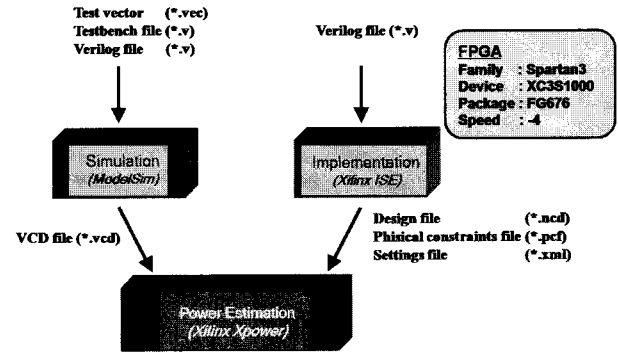 Test vector (*.vec)
Testbench file (*.v)
Verilog file (*.v)
Verilog file (*.v)
FPGA
Family : Spartan3
Device : XC3S1000
Package : FG676
Speed : -4
Simulation
(ModelSim)
Implementation
(Xilinx ISE)
VCD file (*.vcd)
Design file (*.ncd)
Phisical constraints file (*.pcf)
Settings file (*.xml)
Power Estimation
(Xilinx Xpower)